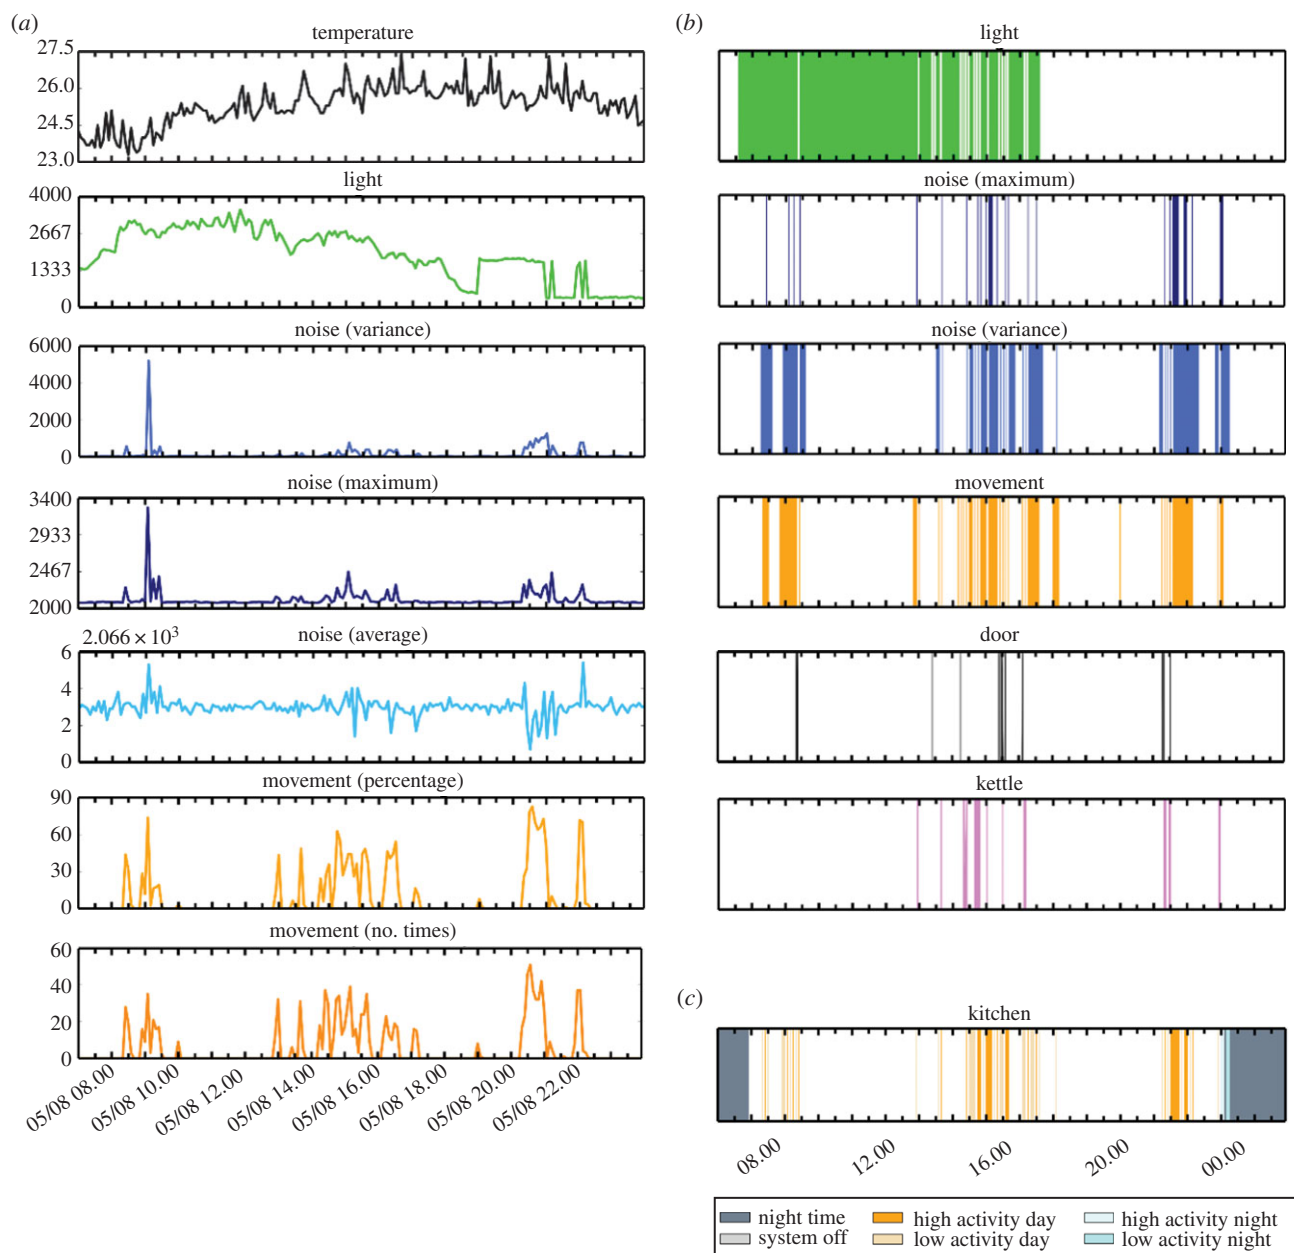 (a)
temperature
27.5
26.0
24.5
23.0
light
4000
2667
1333
0
noise (variance)
6000
4000
2000
0
noise (maximum)
3400
2933
2467
2000
2.066 × 10³ noise (average)
6
4
2
0
movement (percentage)
90
60
30
0
movement (no. times)
60
40
20
0
05/08 08.00 05/08 10.00 05/08 12.00 05/08 14.00 05/08 16.00 05/08 18.00 05/08 20.00 05/08 22.00
(b)
light
noise (maximum)
noise (variance)
movement
door
kettle
(c)
kitchen
08.00 12.00 16.00 20.00 00.00
night time high activity day high activity night
system off low activity day low activity night